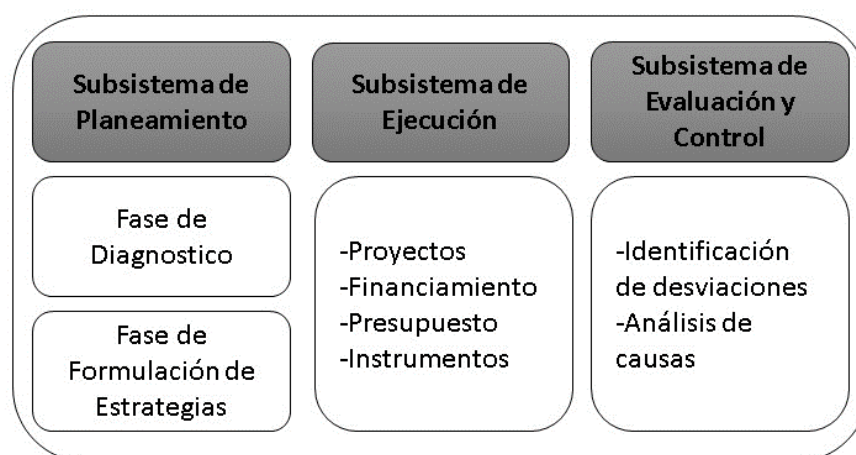 Subsistema de
Planeamiento
Fase de
Diagnostico
Fase de
Formulación de
Estrategias
Subsistema de
Ejecución
-Proyectos
-Financiamiento
-Presupuesto
-Instrumentos
Subsistema de
Evaluación y
Control
-Identificación
de desviaciones
-Análisis de
causas